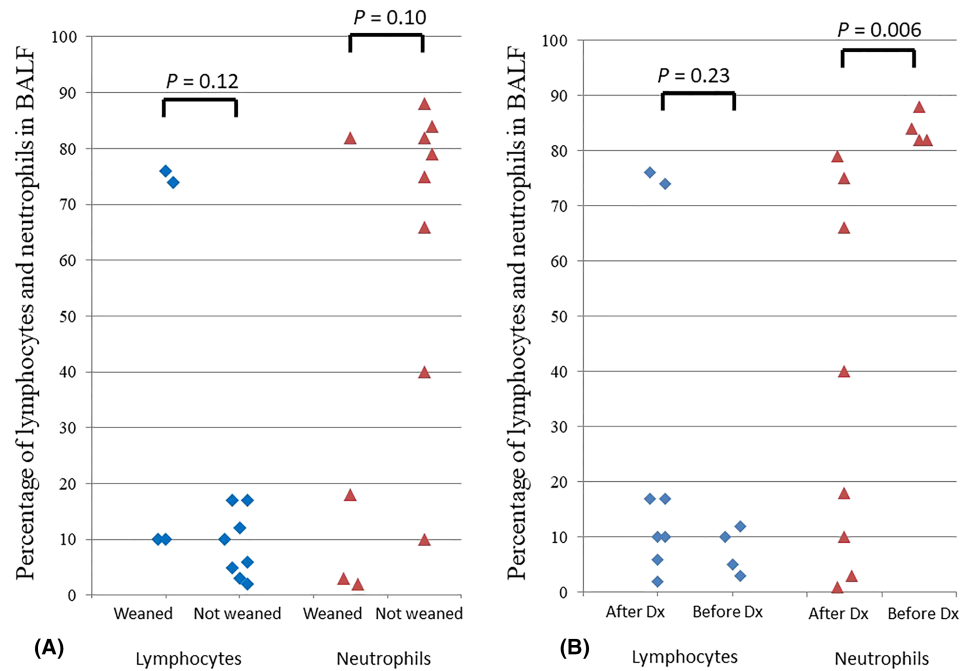 Percentage of lymphocytes and neutrophils in BALF
100
90
80
70
60
50
40
30
20
10
0
P = 0.12
P = 0.10
Weaned Not weaned Weaned Not weaned
Lymphocytes Neutrophils
(A)
Percentage of lymphocytes and neutrophils in BALF
100
90
80
70
60
50
40
30
20
10
0
P = 0.23
P = 0.006
After Dx Before Dx After Dx Before Dx
Lymphocytes Neutrophils
(B)